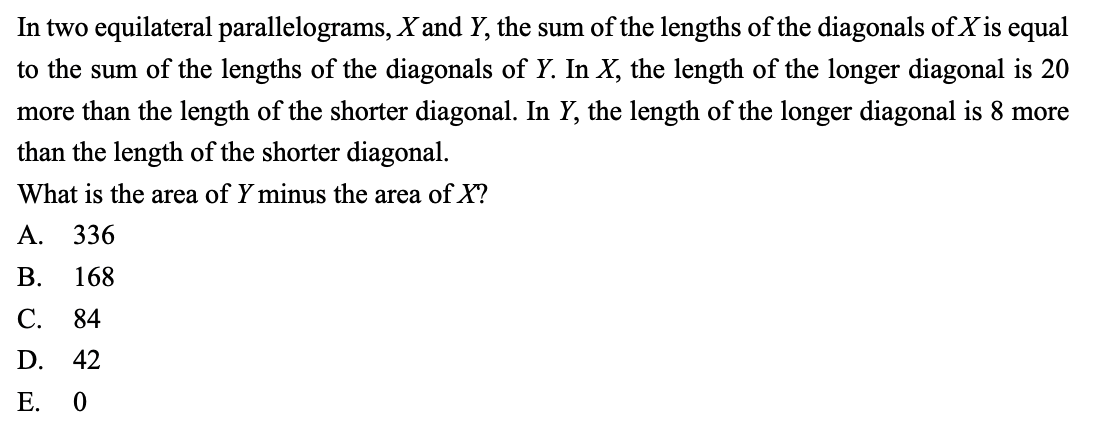 In two equilateral parallelograms, X and Y, the sum of the lengths of the diagonals of X is equal
to the sum of the lengths of the diagonals of Y. In X, the length of the longer diagonal is 20
more than the length of the shorter diagonal. In Y, the length of the longer diagonal is 8 more
than the length of the shorter diagonal.
What is the area of Y minus the area of X?
A. 336
B. 168
C. 84
D. 42
E. 0